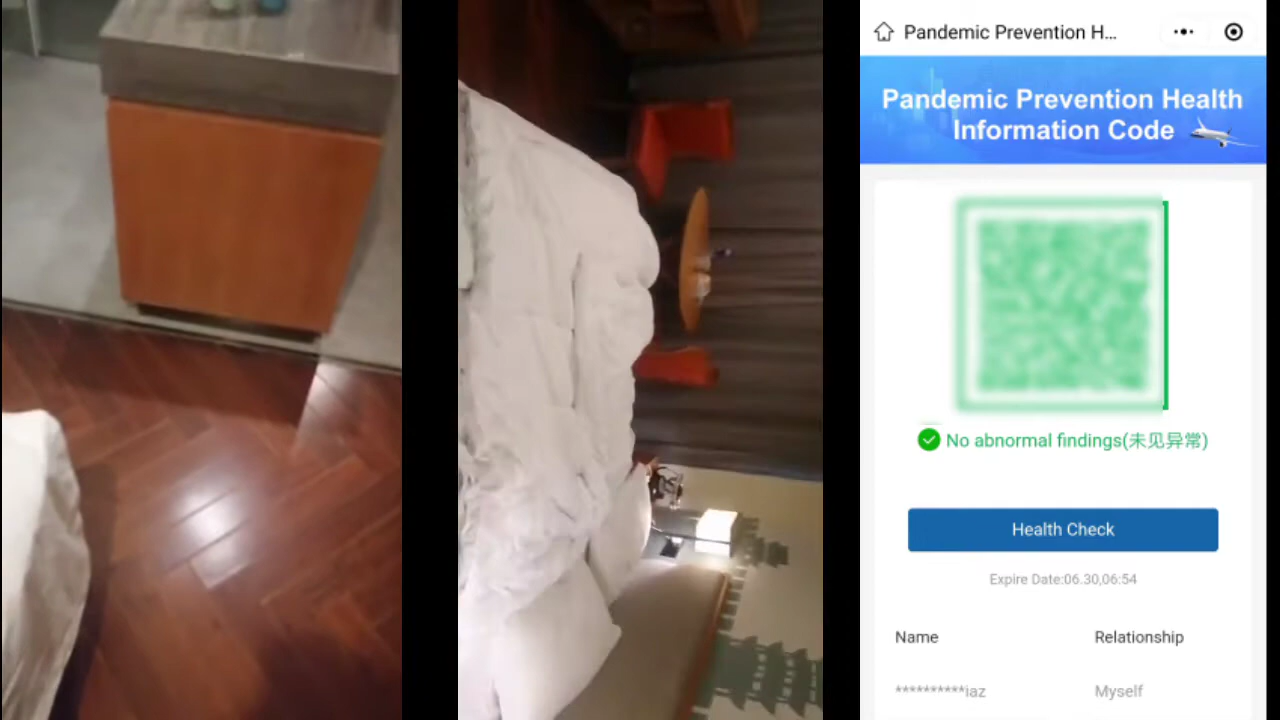 Pandemic Prevention H...
Pandemic Prevention Health
Information Code
No abnormal findings(未见异常)
Health Check
Expire Date:06.30,06:54
Name
Relationship
**********iaz
Myself